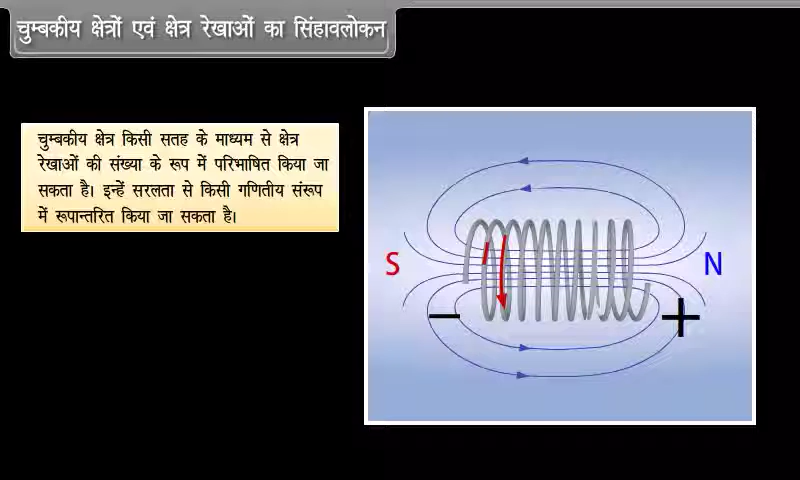 चुम्बकीय क्षेत्रों एवं क्षेत्र रेखाओं का सिंहावलोकन
चुम्बकीय क्षेत्र किसी सतह के माध्यम से क्षेत्र
रेखाओं की संख्या के रूप में परिभाषित किया जा
सकता है। इन्हें सरलता से किसी गणितीय संरूप
में रूपान्तरित किया जा सकता है।
S
N
− +